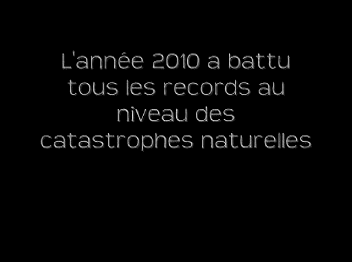 L'année 2010 a battu
tous les records au
niveau des
catastrophes naturelles